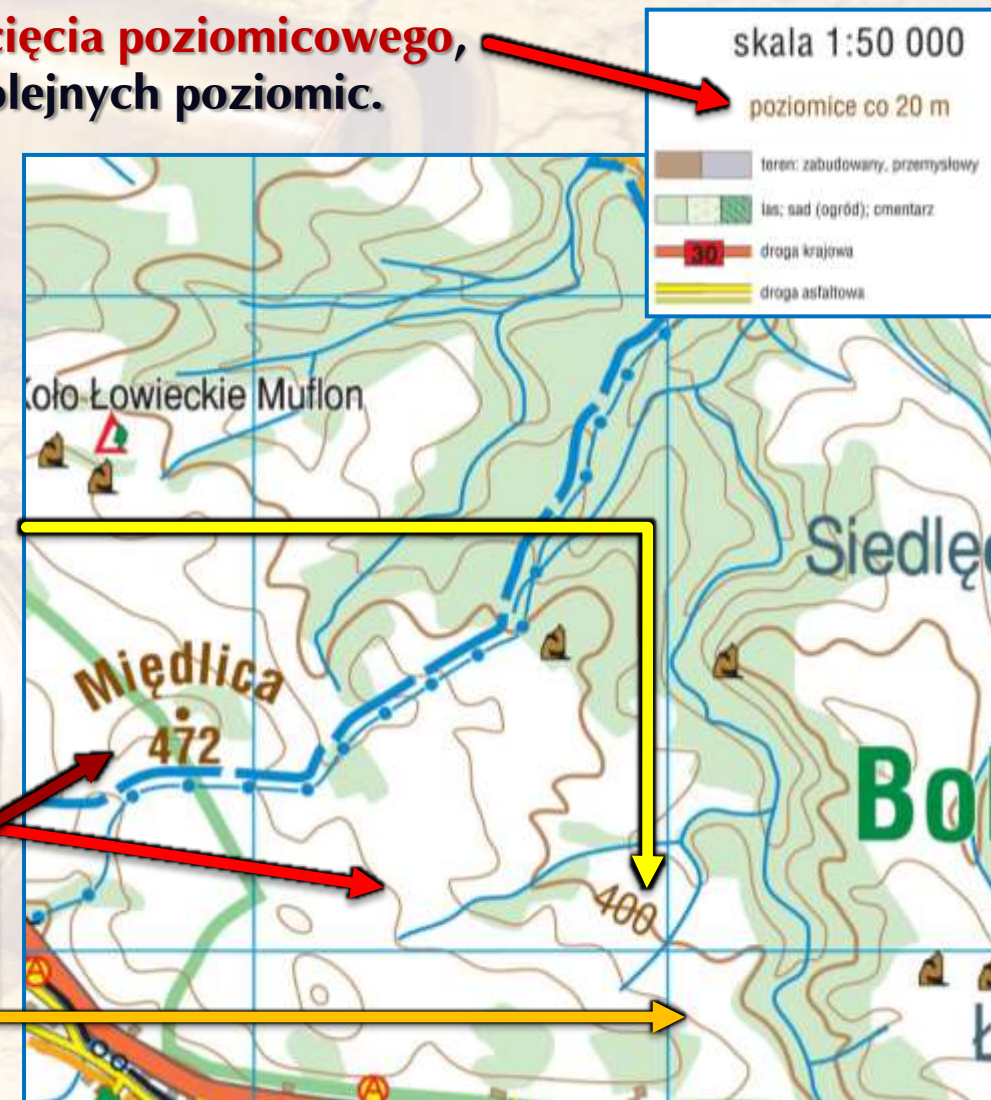 cięcia poziomicowego,
olejnych poziomic.
skala 1:50 000
poziomice co 20 m
teren: zabudowany, przemysłowy
las; sad (ogród); cmentarz
30 droga krajowa
droga asfaltowa
Koło Łowieckie Muflon
Siedlę
Międlica
472
Bol
400
Ł
A
A